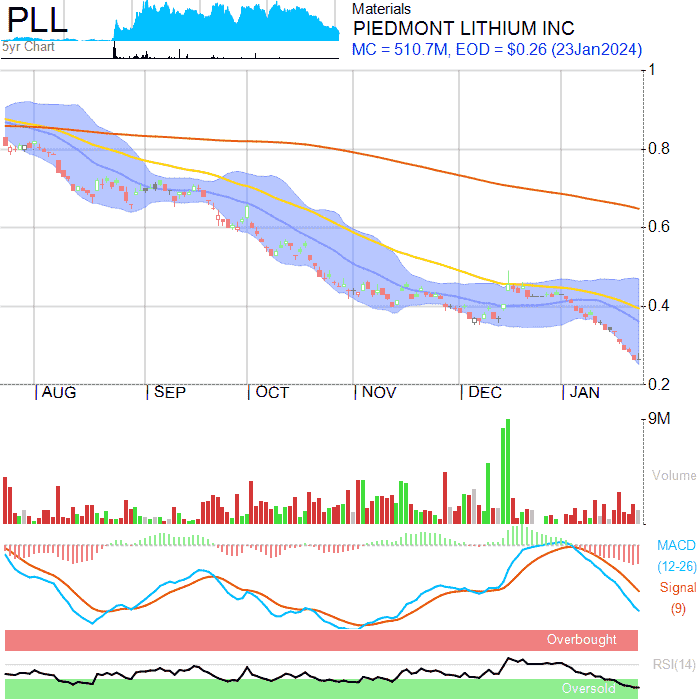 PLL
5yr Chart
Materials
PIEDMONT LITHIUM INC
MC = 510.7M, EOD = $0.26 (23Jan2024)
1
0.8
0.6
0.4
0.2
AUG SEP OCT NOV DEC JAN
9M
Volume
MACD
(12-26)
Signal
(9)
Overbought
RSI(14)
Oversold